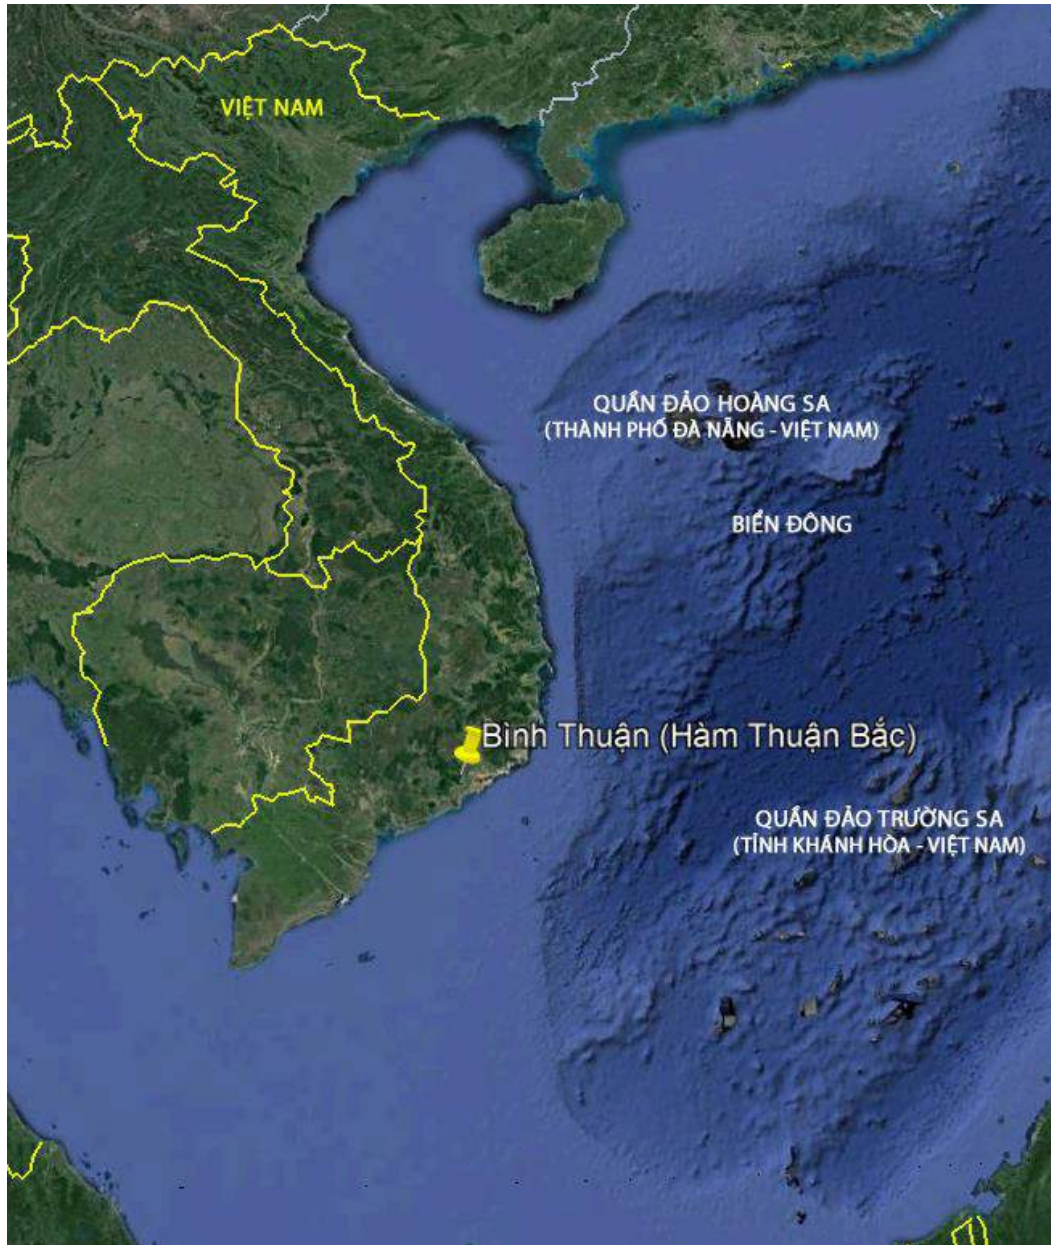 VIỆT NAM
QUẦN ĐẢO HOÀNG SA
(THÀNH PHỐ ĐÀ NẴNG - VIỆT NAM)
BIỂN ĐÔNG
Bình Thuận (Hàm Thuận Bắc)
QUẦN ĐẢO TRƯỜNG SA
(TỈNH KHÁNH HÒA - VIỆT NAM)